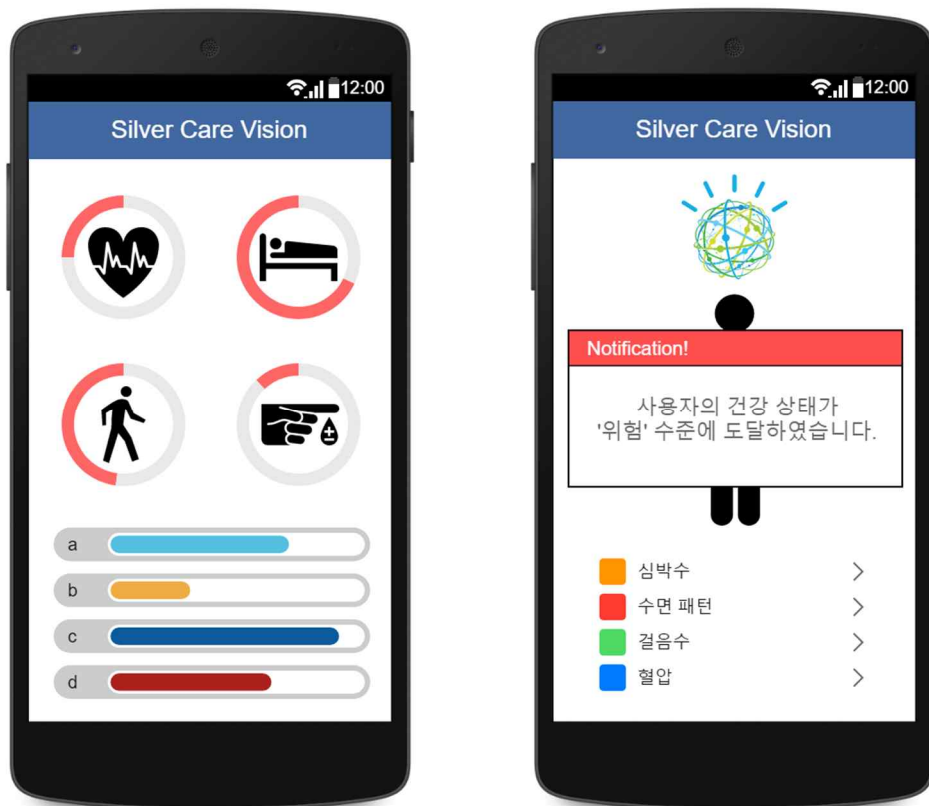 12:00
Silver Care Vision
a
b
c
d
12:00
Silver Care Vision
Notification!
사용자의 건강 상태가
'위험' 수준에 도달하였습니다.
심박수
수면 패턴
걸음수
혈압